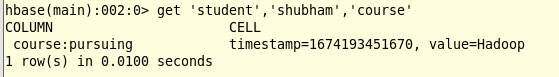 hbase(main):002:0> get 'student','shubham','course'
COLUMN CELL
course:pursuing timestamp=1674193451670, value=Hadoop
1 row(s) in 0.0100 seconds